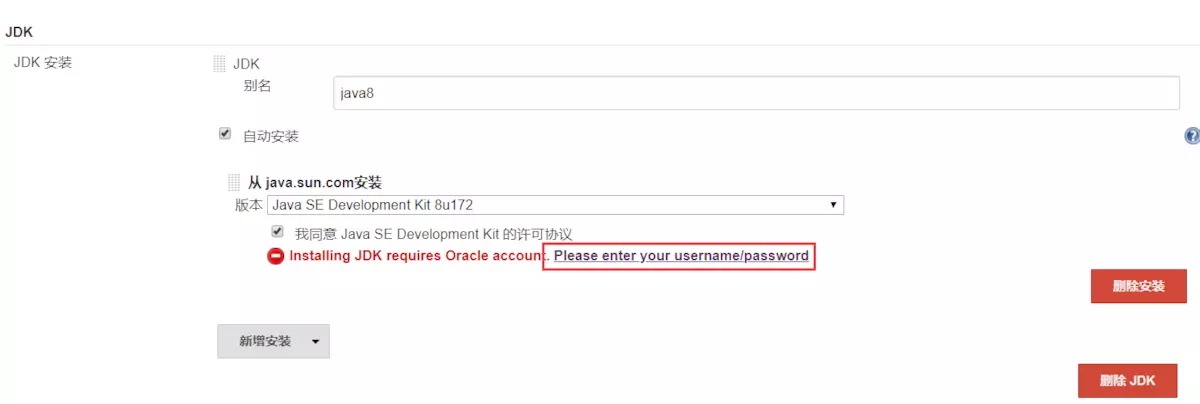 JDK
JDK 安装
JDK
别名
java8
自动安装
从 java.sun.com安装
版本 Java SE Development Kit 8u172
我同意 Java SE Development Kit 的许可协议
Installing JDK requires Oracle account. Please enter your username/password
删除安装
新增安装
删除 JDK